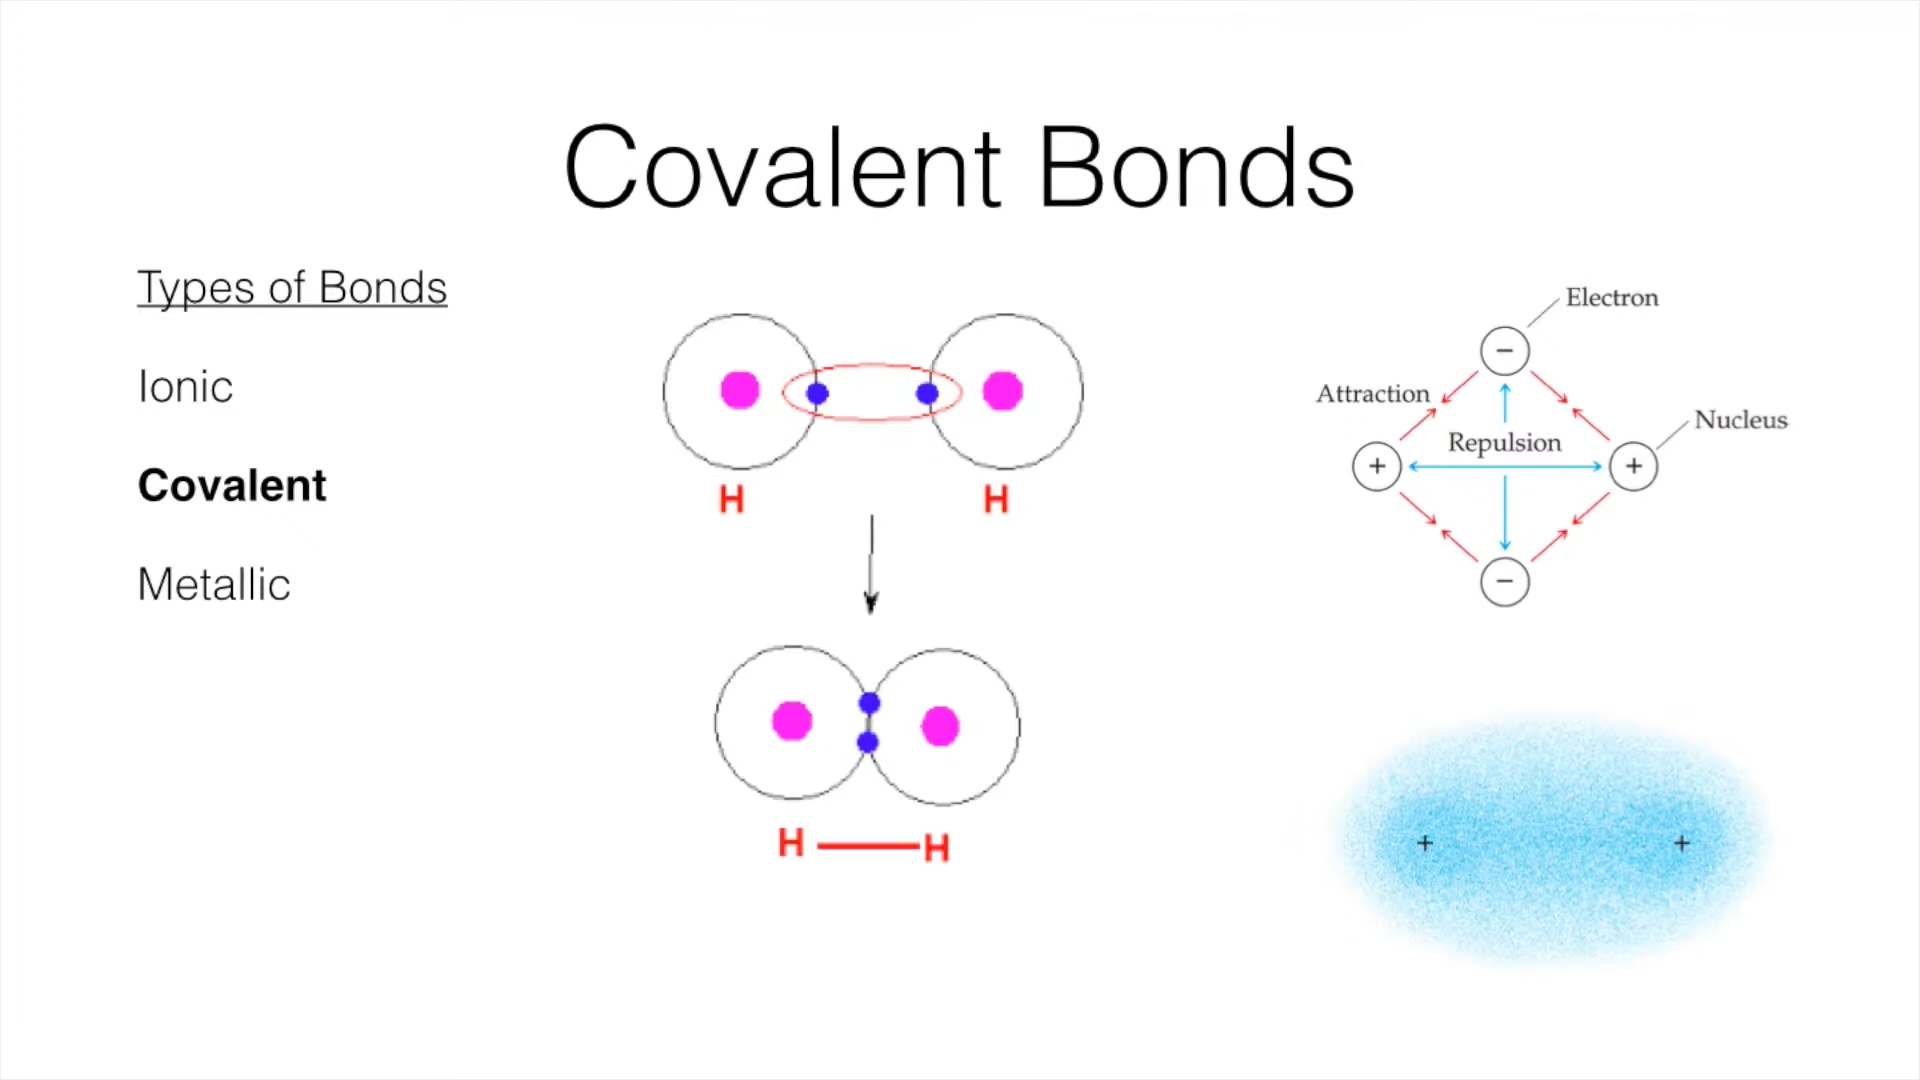 Covalent Bonds
Types of Bonds
Ionic
Covalent
Metallic
H H
H H
Electron
Attraction
Nucleus
Repulsion
−
+ +
−
+ +